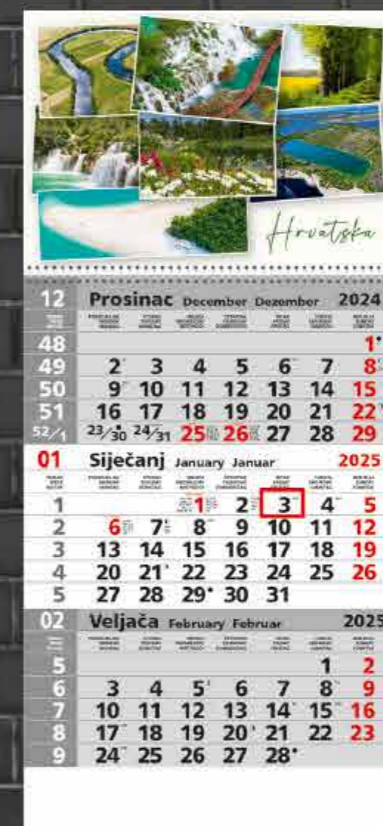 Hrvatska
12 Prosinac December Dezember 2024
48 1
49 2 3 4 5 6 7 8
50 9 10 11 12 13 14 15
51 16 17 18 19 20 21 22
52/1 23/30 24/31 25 26 27 28 29
01 Siječanj January Januar 2025
1 1 2 3 4 5
2 6 7 8 9 10 11 12
3 13 14 15 16 17 18 19
4 20 21 22 23 24 25 26
5 27 28 29 30 31
02 Veljača February Februar 2025
5 1 2
6 3 4 5 6 7 8 9
7 10 11 12 13 14 15 16
8 17 18 19 20 21 22 23
9 24 25 26 27 28